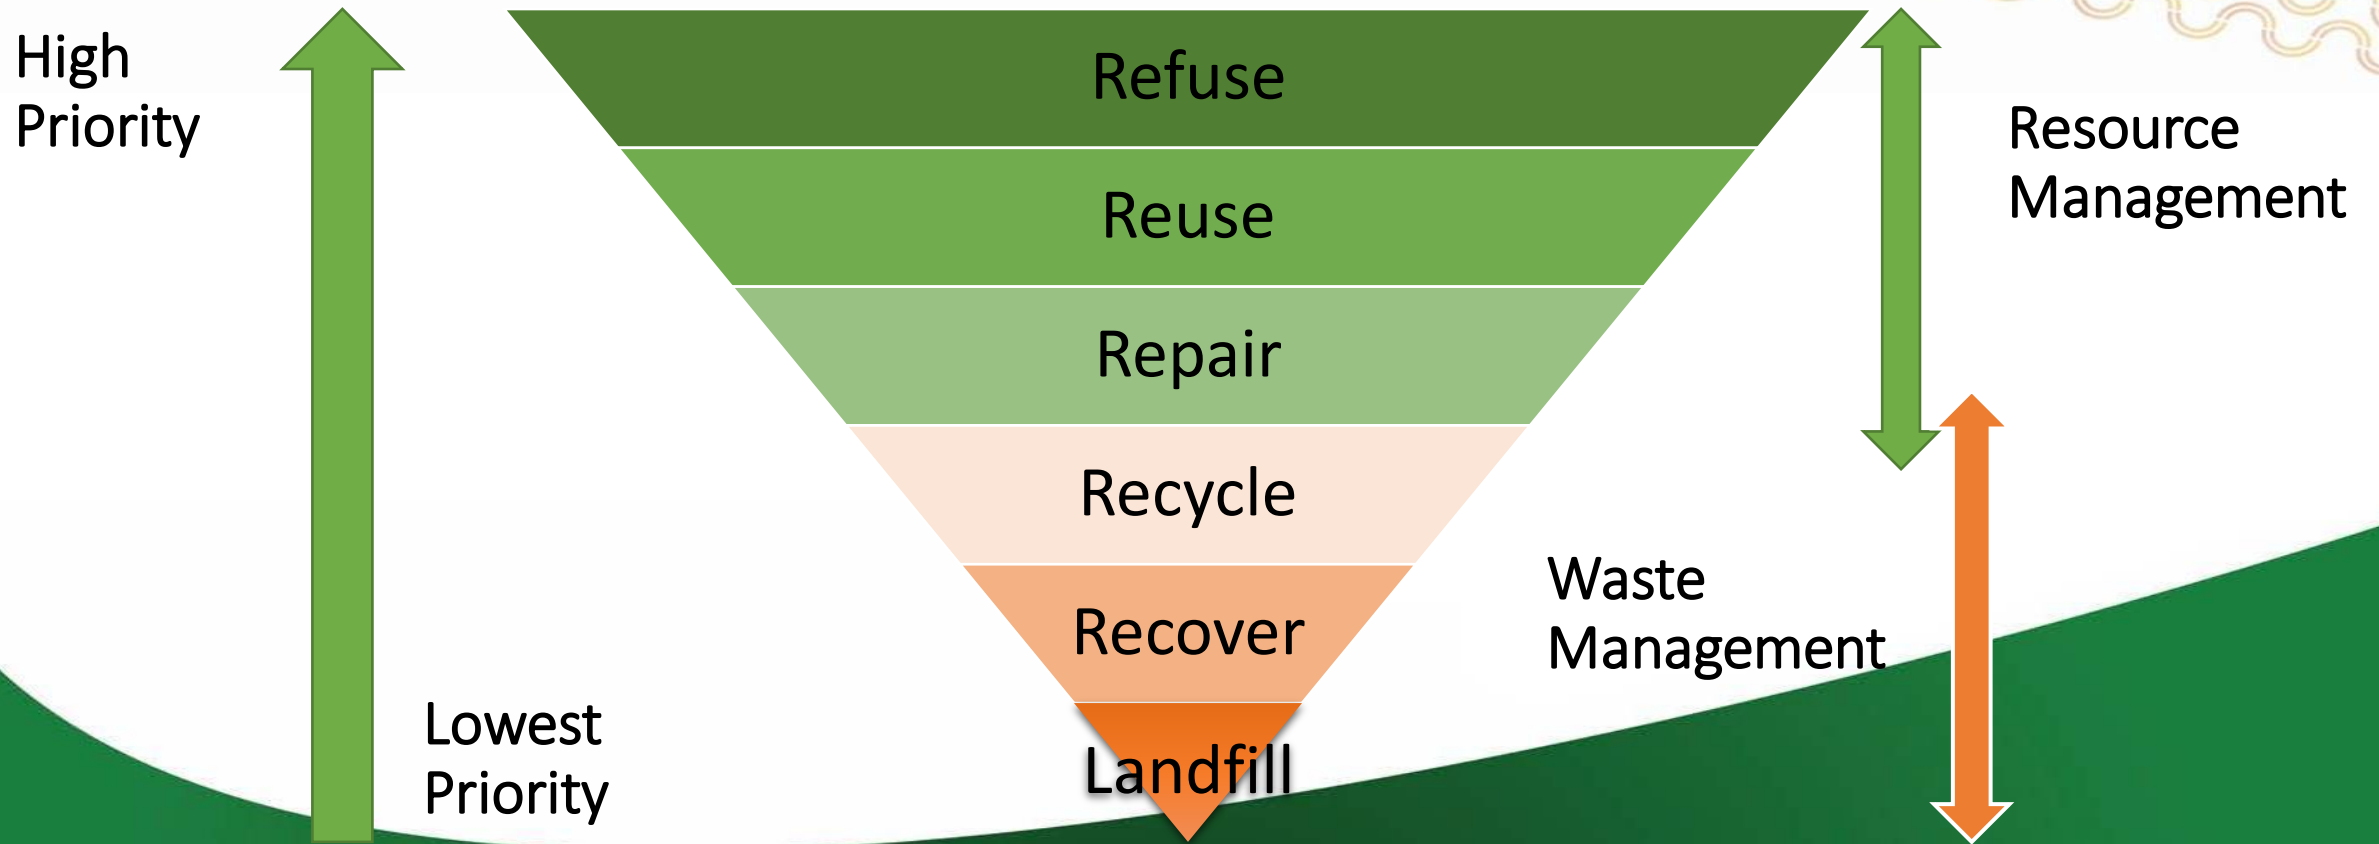 High
Priority
Refuse
Reuse
Repair
Recycle
Recover
Landfill
Resource
Management
Waste
Management
Lowest
Priority